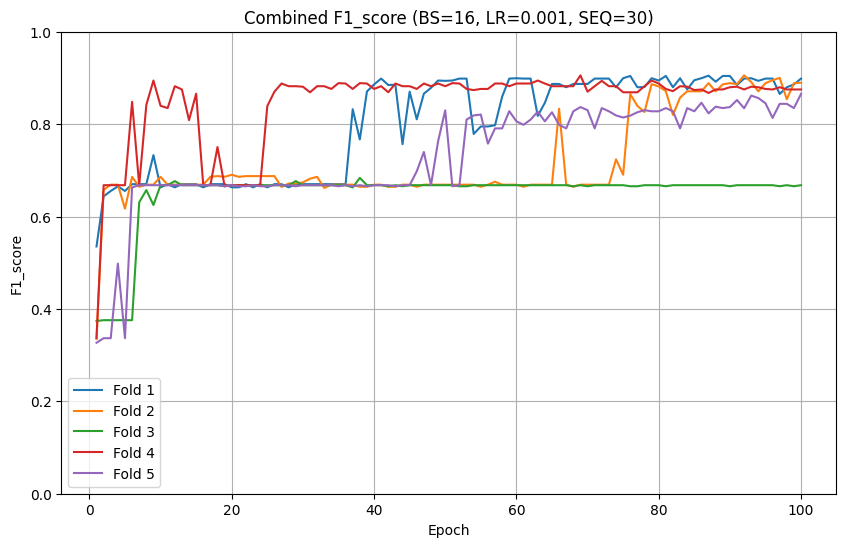 Combined F1_score (BS=16, LR=0.001, SEQ=30)
1.0
0.8
0.6
0.4
0.2
0.0
F1_score
Fold 1
Fold 2
Fold 3
Fold 4
Fold 5
0 20 40 60 80 100
Epoch